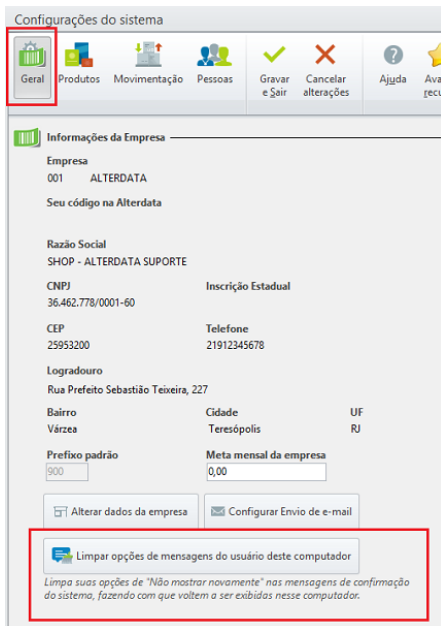 Configurações do sistema
Geral Produtos Movimentação Pessoas Gravar e Sair Cancelar alterações Ajuda
Informações da Empresa
Empresa
001 ALTERDATA
Seu código na Alterdata
Razão Social
SHOP - ALTERDATA SUPORTE
CNPJ Inscrição Estadual
36.462.778/0001-60
CEP Telefone
25953200 21912345678
Logradouro
Rua Prefeito Sebastião Teixeira, 227
Bairro Cidade UF
Várzea Teresópolis RJ
Prefixo padrão Meta mensal da empresa
900 0,00
Alterar dados da empresa Configurar Envio de e-mail
Limpar opções de mensagens do usuário deste computador
Limpa suas opções de "Não mostrar novamente" nas mensagens de confirmação
do sistema, fazendo com que voltem a ser exibidas nesse computador.